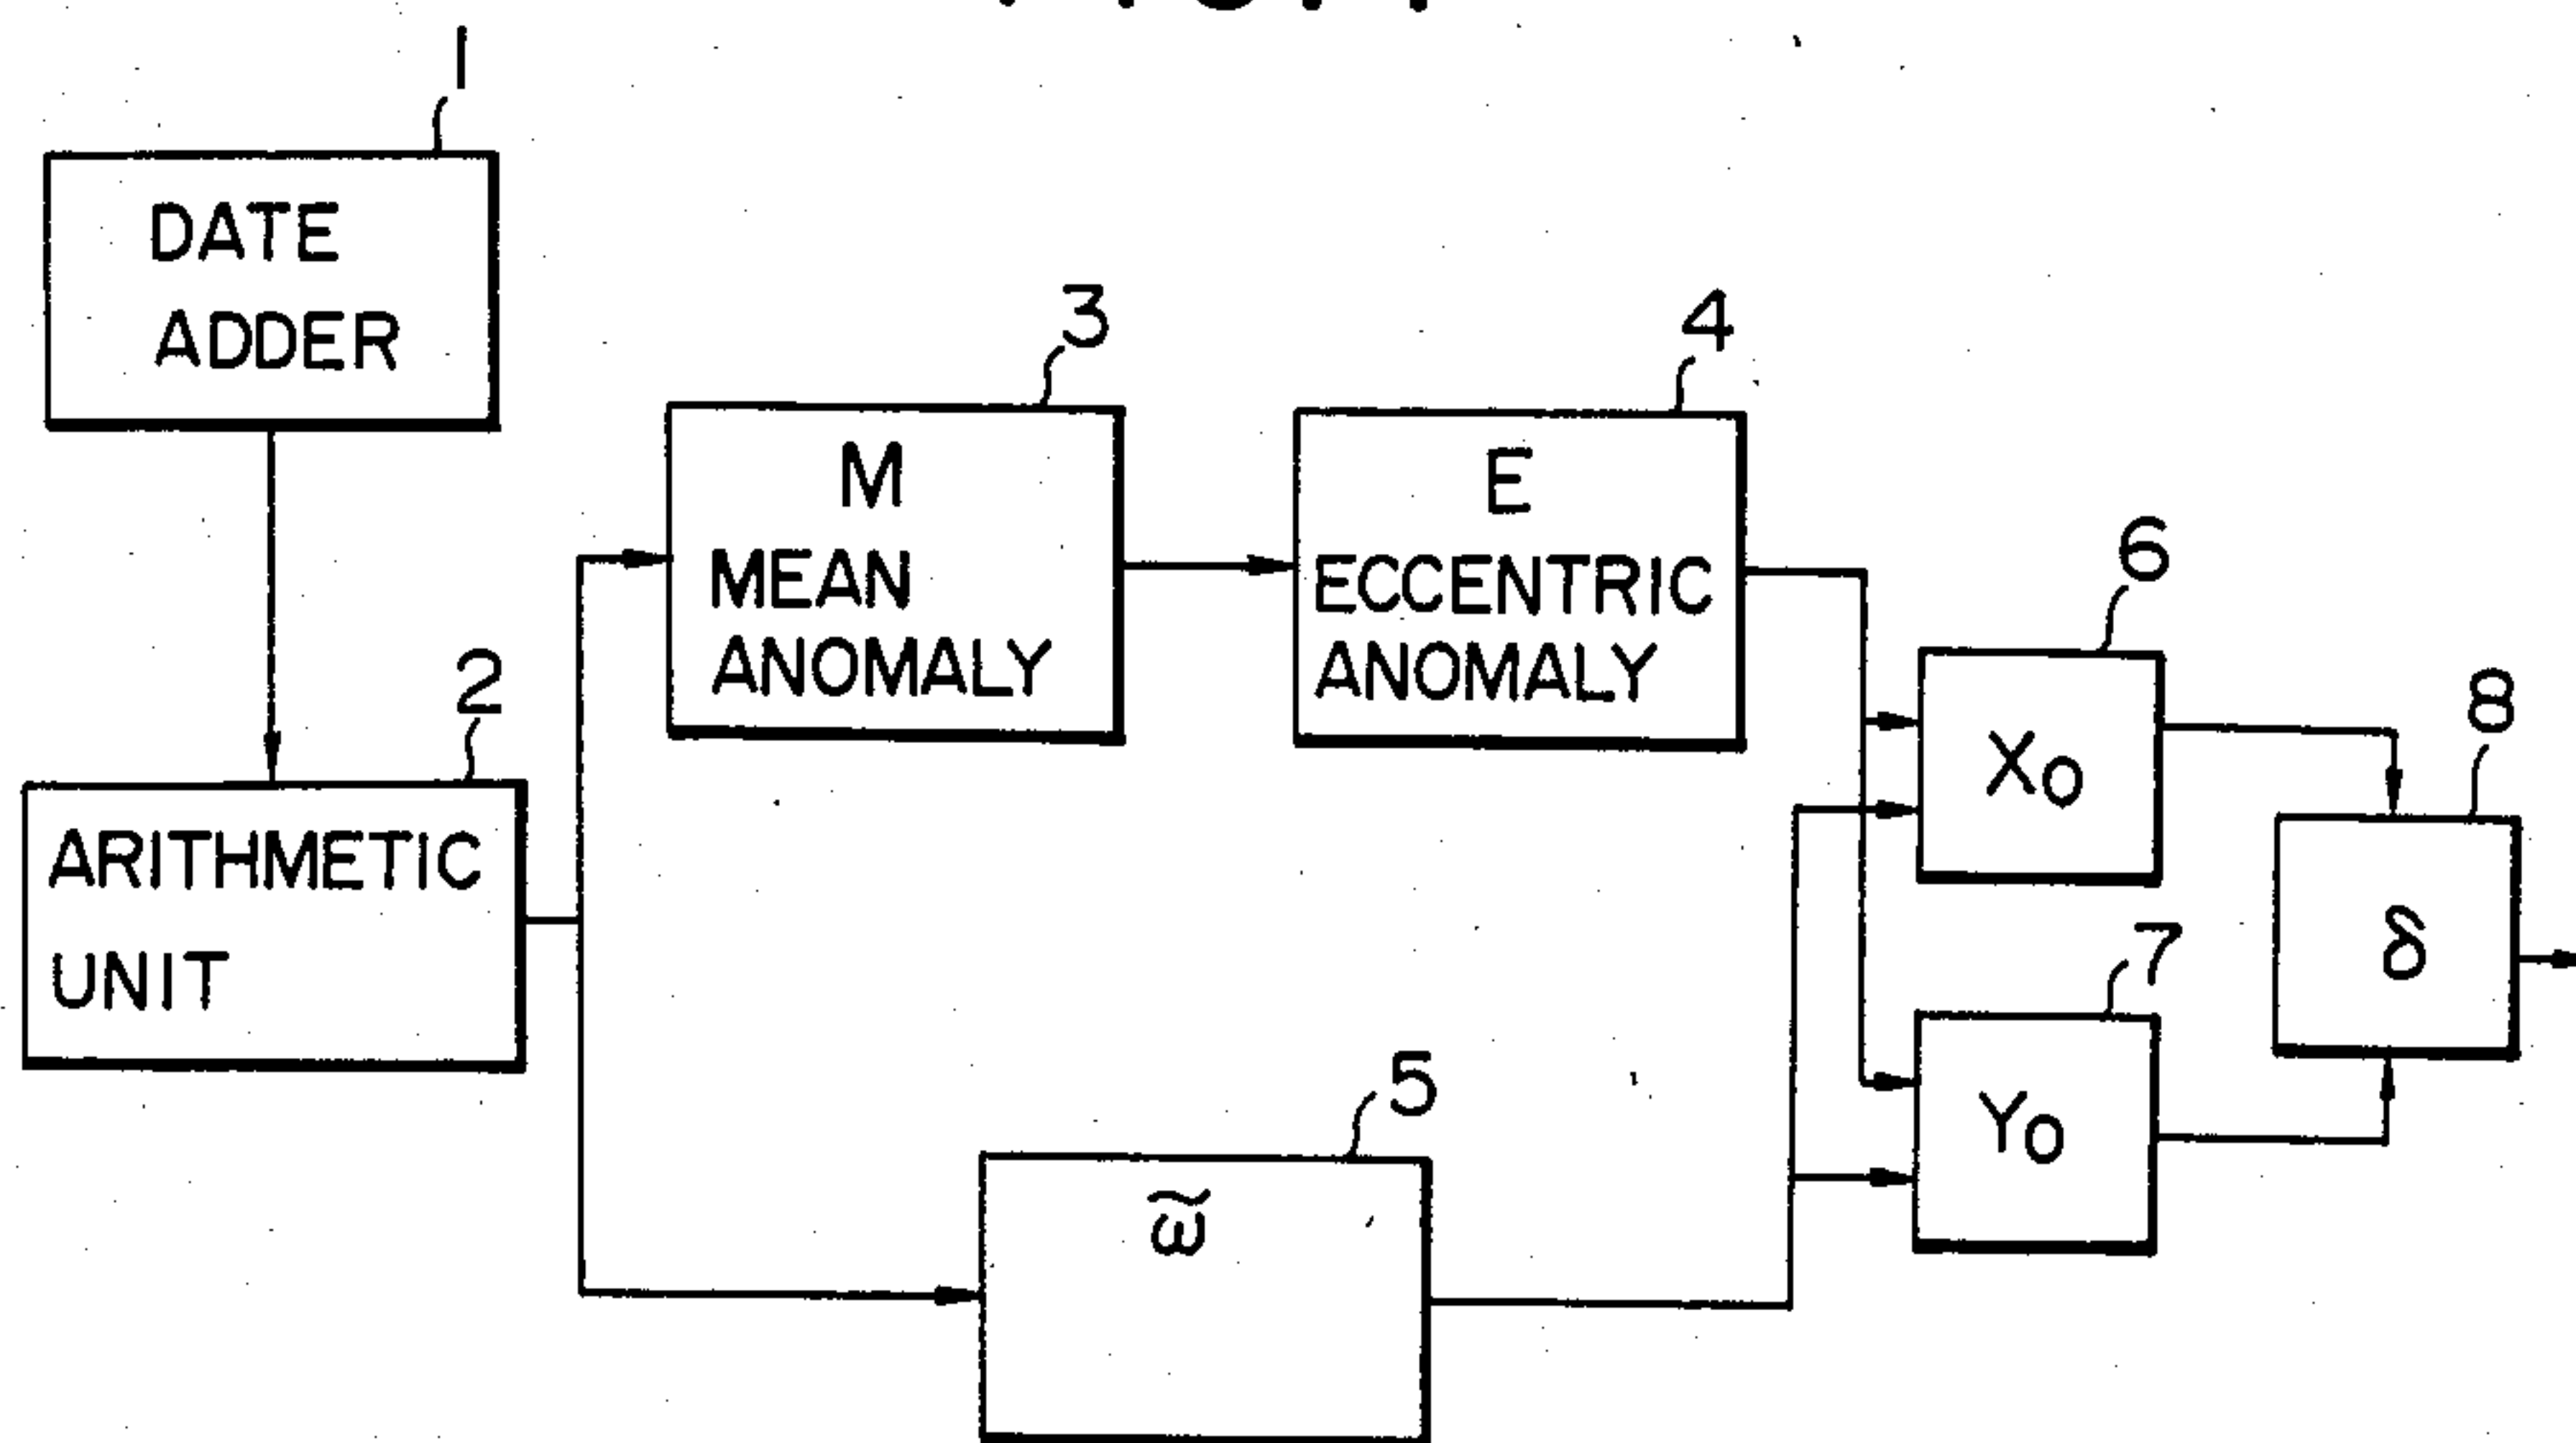 1
DATE
ADDER
2
ARITHMETIC
UNIT
3
M
MEAN
ANOMALY
4
E
ECCENTRIC
ANOMALY
5
ω̃
6
X₀
7
Y₀
8
δ